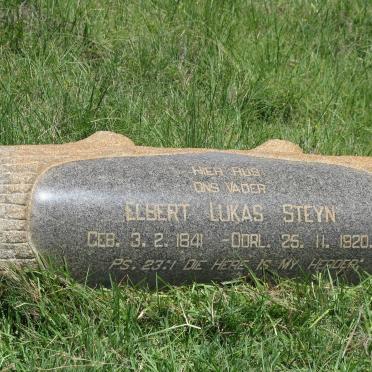 HIER RUS
ONS VADER
ELBERT LUKAS STEYN
GEB. 3. 2. 1841 - OORL. 25. 11. 1920.
PS. 23:1 DIE HERE IS MY HERDER.